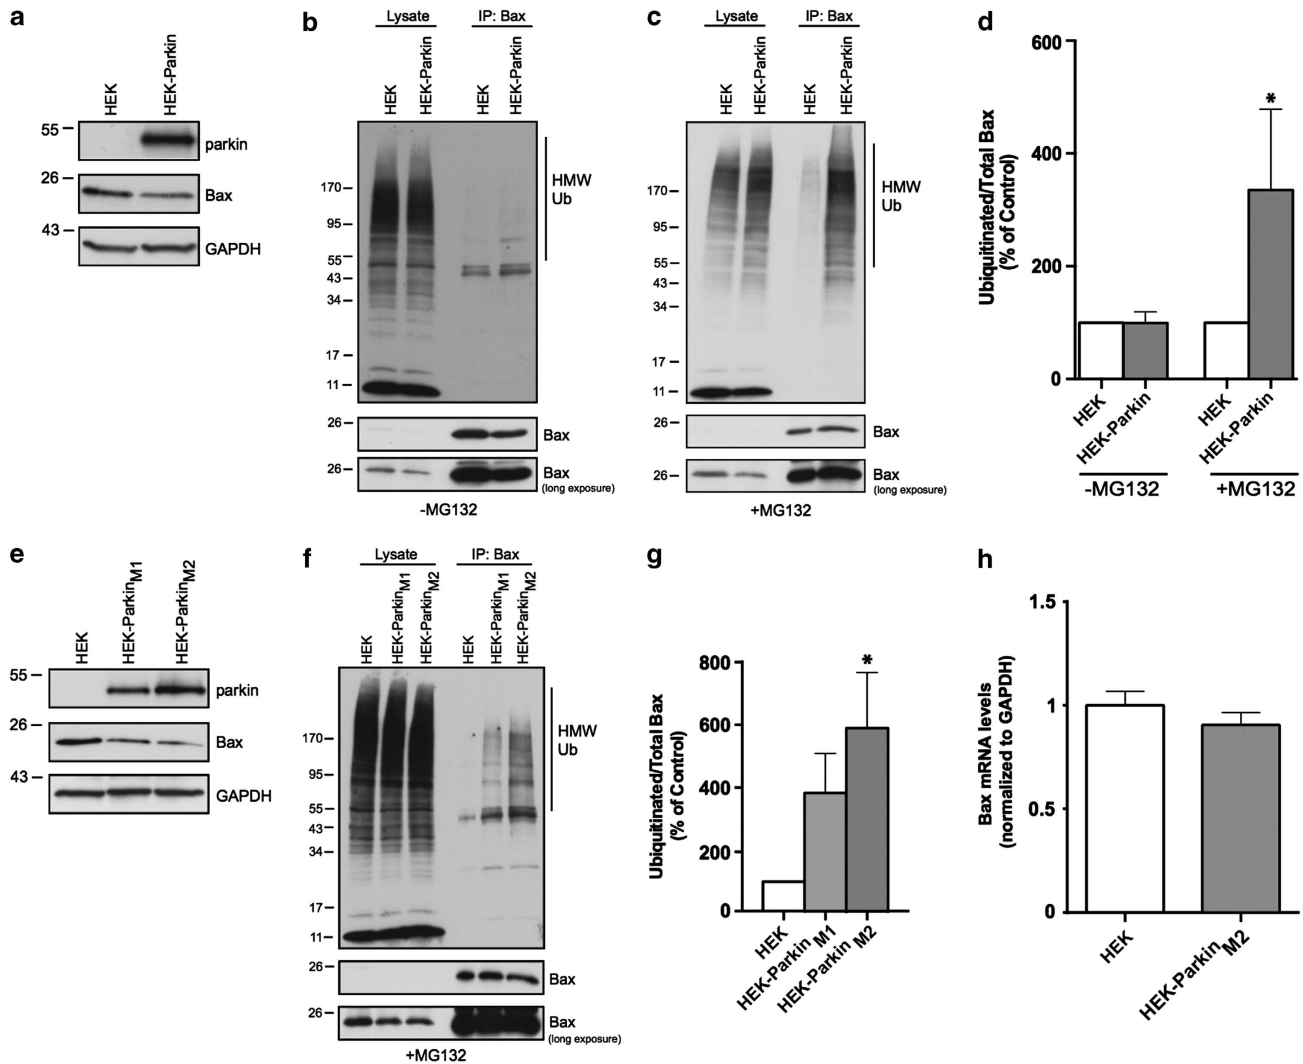 a
HEK
HEK-Parkin
55
parkin
26
Bax
43
GAPDH
b
Lysate
IP: Bax
HEK
HEK-Parkin
HEK
HEK-Parkin
170
95
55
43
34
17
11
HMW
Ub
26
Bax
26
Bax
(long exposure)
-MG132
c
Lysate
IP: Bax
HEK
HEK-Parkin
HEK
HEK-Parkin
170
95
55
43
34
17
11
HMW
Ub
26
Bax
26
Bax
(long exposure)
+MG132
d
Ubiquitinated/Total Bax
(% of Control)
600
400
200
0
*
HEK
HEK-Parkin
HEK
HEK-Parkin
-MG132
+MG132
e
HEK
HEK-ParkinM1
HEK-ParkinM2
55
parkin
26
Bax
43
GAPDH
f
Lysate
IP: Bax
HEK
HEK-ParkinM1
HEK-ParkinM2
HEK
HEK-ParkinM1
HEK-ParkinM2
170
95
55
43
34
17
11
HMW
Ub
26
Bax
26
Bax
(long exposure)
+MG132
g
Ubiquitinated/Total Bax
(% of Control)
800
600
400
200
0
*
HEK
HEK-Parkin M1
HEK-Parkin M2
h
Bax mRNA levels
(normalized to GAPDH)
1.5
1
0.5
0
HEK
HEK-Parkin M2